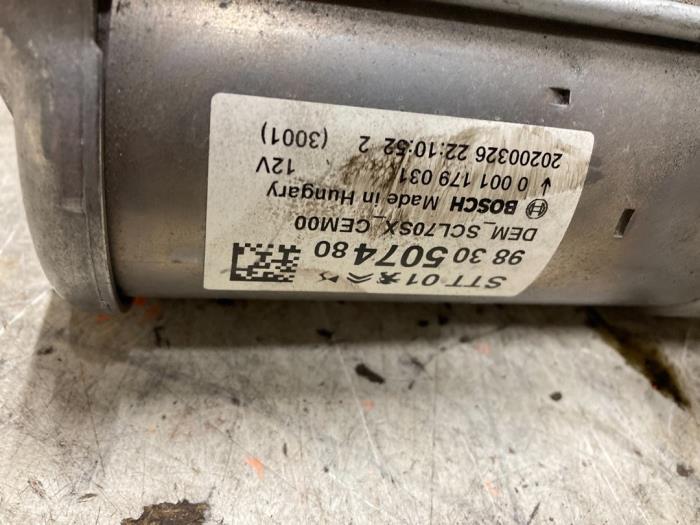 STT 01
98 30 5074 80
DEM_SCL70SX_CEM00
BOSCH Made in Hungary
0 001 179 031 12V
20200326 22:10:52 2 (3001)